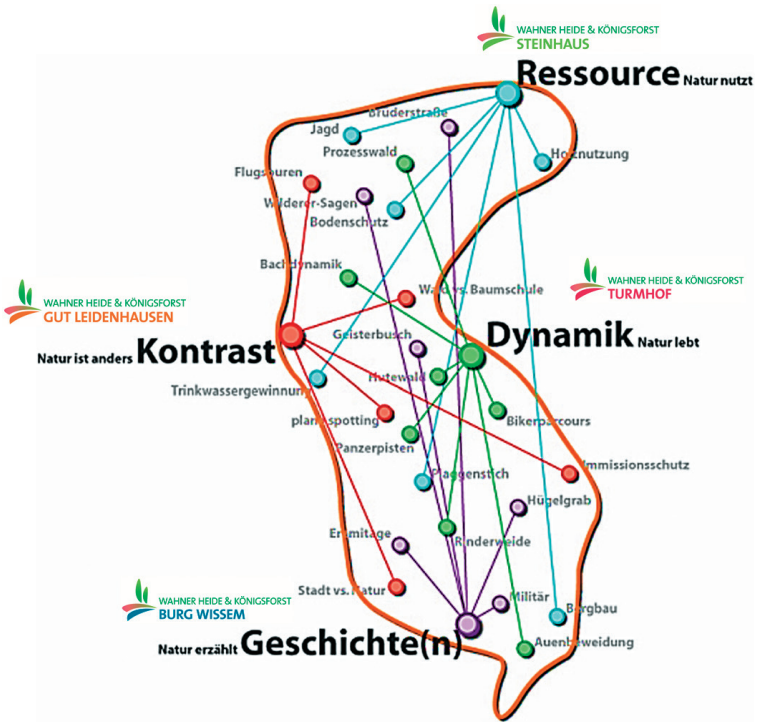 WAHNER HEIDE & KÖNIGSFORST
STEINHAUS
Ressource Natur nutzt
Bruderstraße
Jagd
Prozesswald
Holznutzung
Flugspuren
Wilderer-Sagen
Bodenschutz
Bachdynamik
WAHNER HEIDE & KÖNIGSFORST
TURMHOF
Wald vs. Baumschule
WAHNER HEIDE & KÖNIGSFORST
GUT LEIDENHAUSEN
Geisterbusch
Dynamik Natur lebt
Natur ist anders Kontrast
Hutewald
Trinkwassergewinnung
plane spotting
Bikerparcours
Panzerpisten
Immissionsschutz
Plaggenstich
Hügelgrab
Eremitage
Rinderweide
Stadt vs. Natur
WAHNER HEIDE & KÖNIGSFORST
BURG WISSEM
Militär
Bergbau
Natur erzählt Geschichte(n)
Auenbeweidung